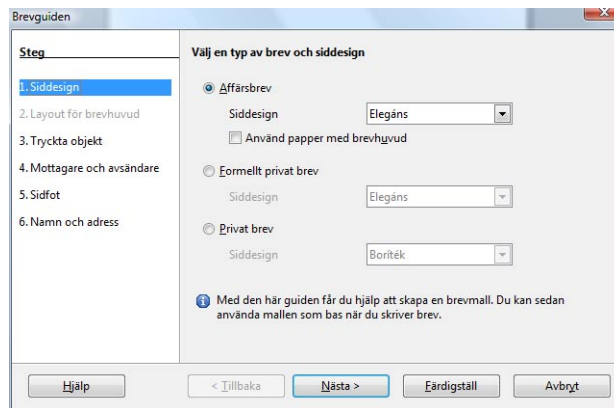 Brevguiden
Steg
1. Siddesign
2. Layout för brevhuvud
3. Tryckta objekt
4. Mottagare och avsändare
5. Sidfot
6. Namn och adress
Välj en typ av brev och siddesign
Affärsbrev
Siddesign Elegáns
Använd papper med brevhuvud
Formellt privat brev
Siddesign Elegáns
Privat brev
Siddesign Boríték
Med den här guiden får du hjälp att skapa en brevmall. Du kan sedan
använda mallen som bas när du skriver brev.
Hjälp < Tillbaka Nästa > Färdigställ Avbryt